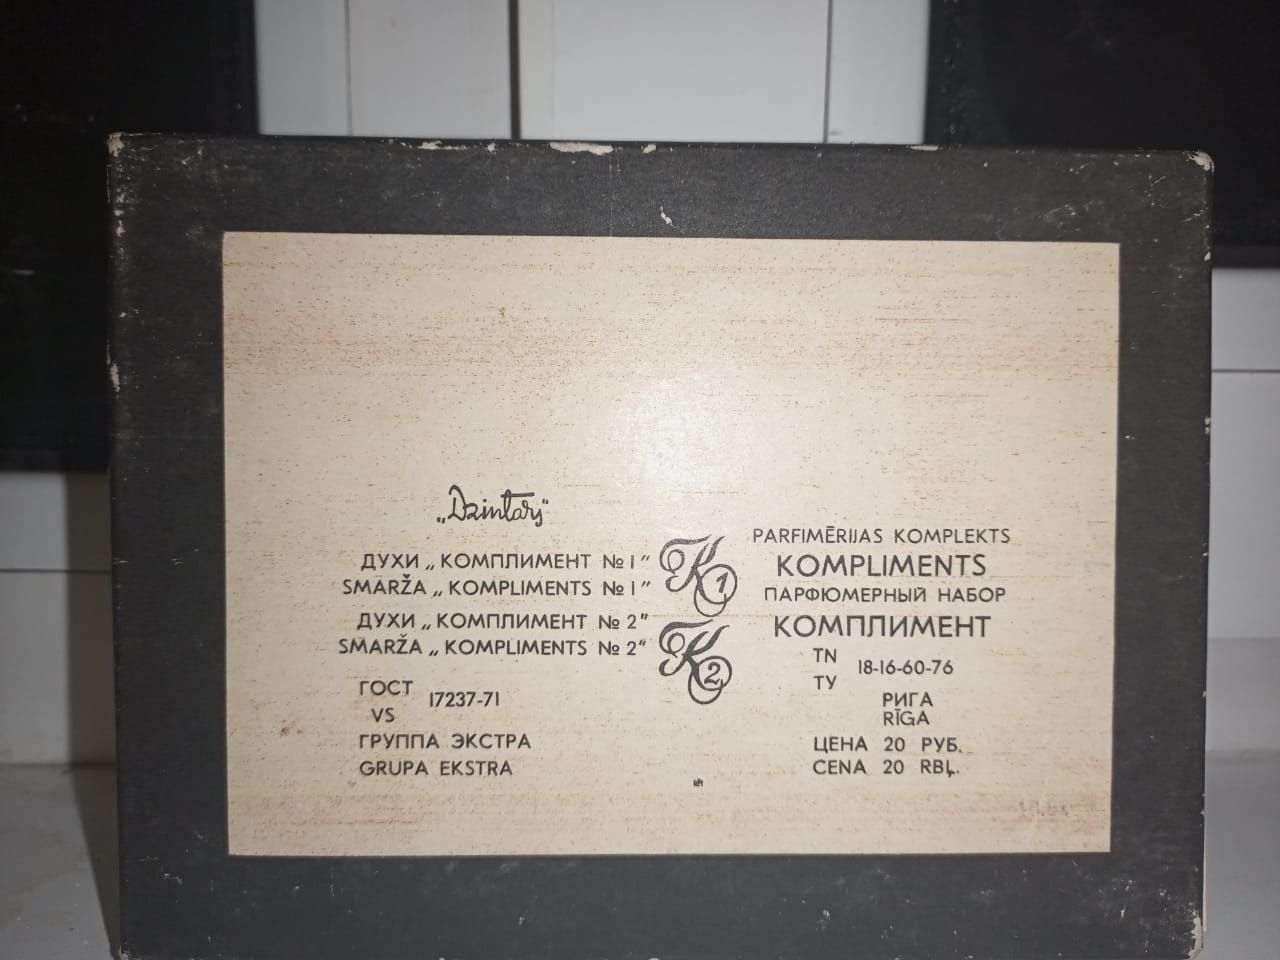 „Dzintars"
ДУХИ „КОМПЛИМЕНТ № 1"
SMARŽA „KOMPLIMENTS № 1"
ДУХИ „КОМПЛИМЕНТ № 2"
SMARŽA „KOMPLIMENTS № 2"
ГОСТ
VS
17237-71
ГРУППА ЭКСТРА
GRUPA EKSTRA
K1
K2
PARFIMĒRIJAS KOMPLEKTS
KOMPLIMENTS
ПАРФЮМЕРНЫЙ НАБОР
КОМПЛИМЕНТ
TN
ТУ
18-16-60-76
РИГА
RĪGA
ЦЕНА 20 РУБ.
CENA 20 RBĻ.